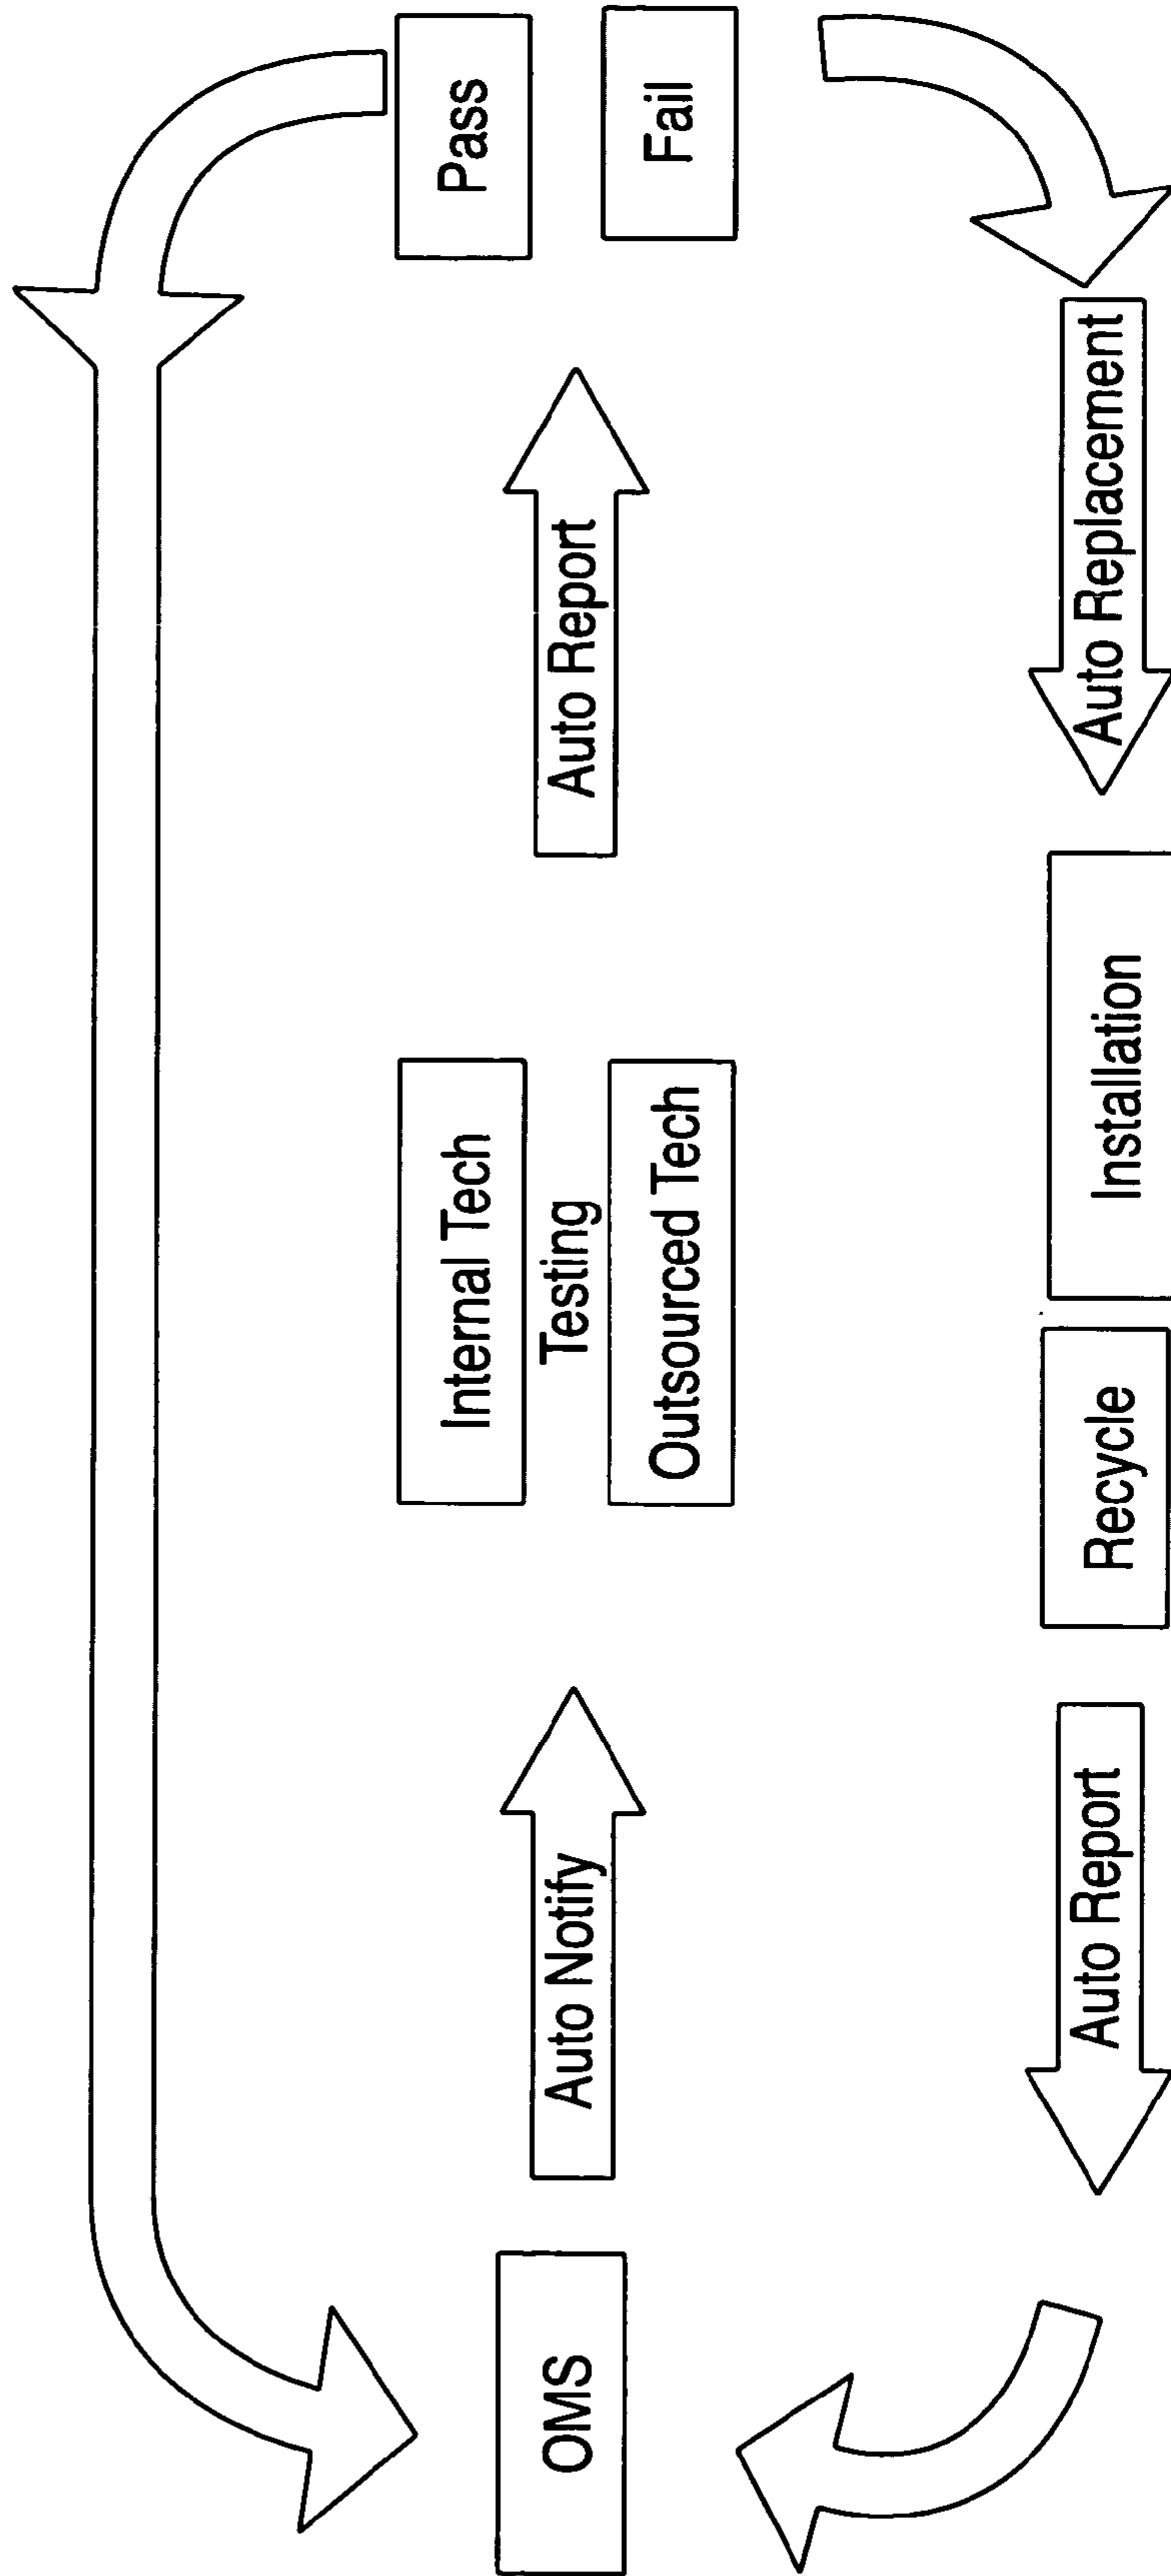 Pass
Fail
Internal Tech
Testing
Outsourced Tech
OMS
Auto Notify
Auto Report
Auto Report
Recycle
Installation
Auto Replacement